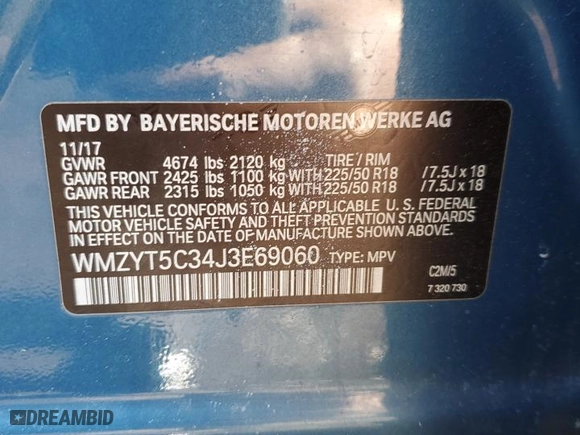 MFD BY BAYERISCHE MOTOREN WERKE AG
11/17
GVWR 4674 lbs 2120 kg TIRE / RIM
GAWR FRONT 2425 lbs 1100 kg WITH 225/50 R18 /7.5J x 18
GAWR REAR 2315 lbs 1050 kg WITH 225/50 R18 /7.5J x 18
THIS VEHICLE CONFORMS TO ALL APPLICABLE U. S. FEDERAL
MOTOR VEHICLE SAFETY AND THEFT PREVENTION STANDARDS
IN EFFECT ON THE DATE OF MANUFACTURE SHOWN ABOVE.
WMZYT5C34J3E69060 TYPE: MPV
C2M/5
7 320 730
DREAMBID